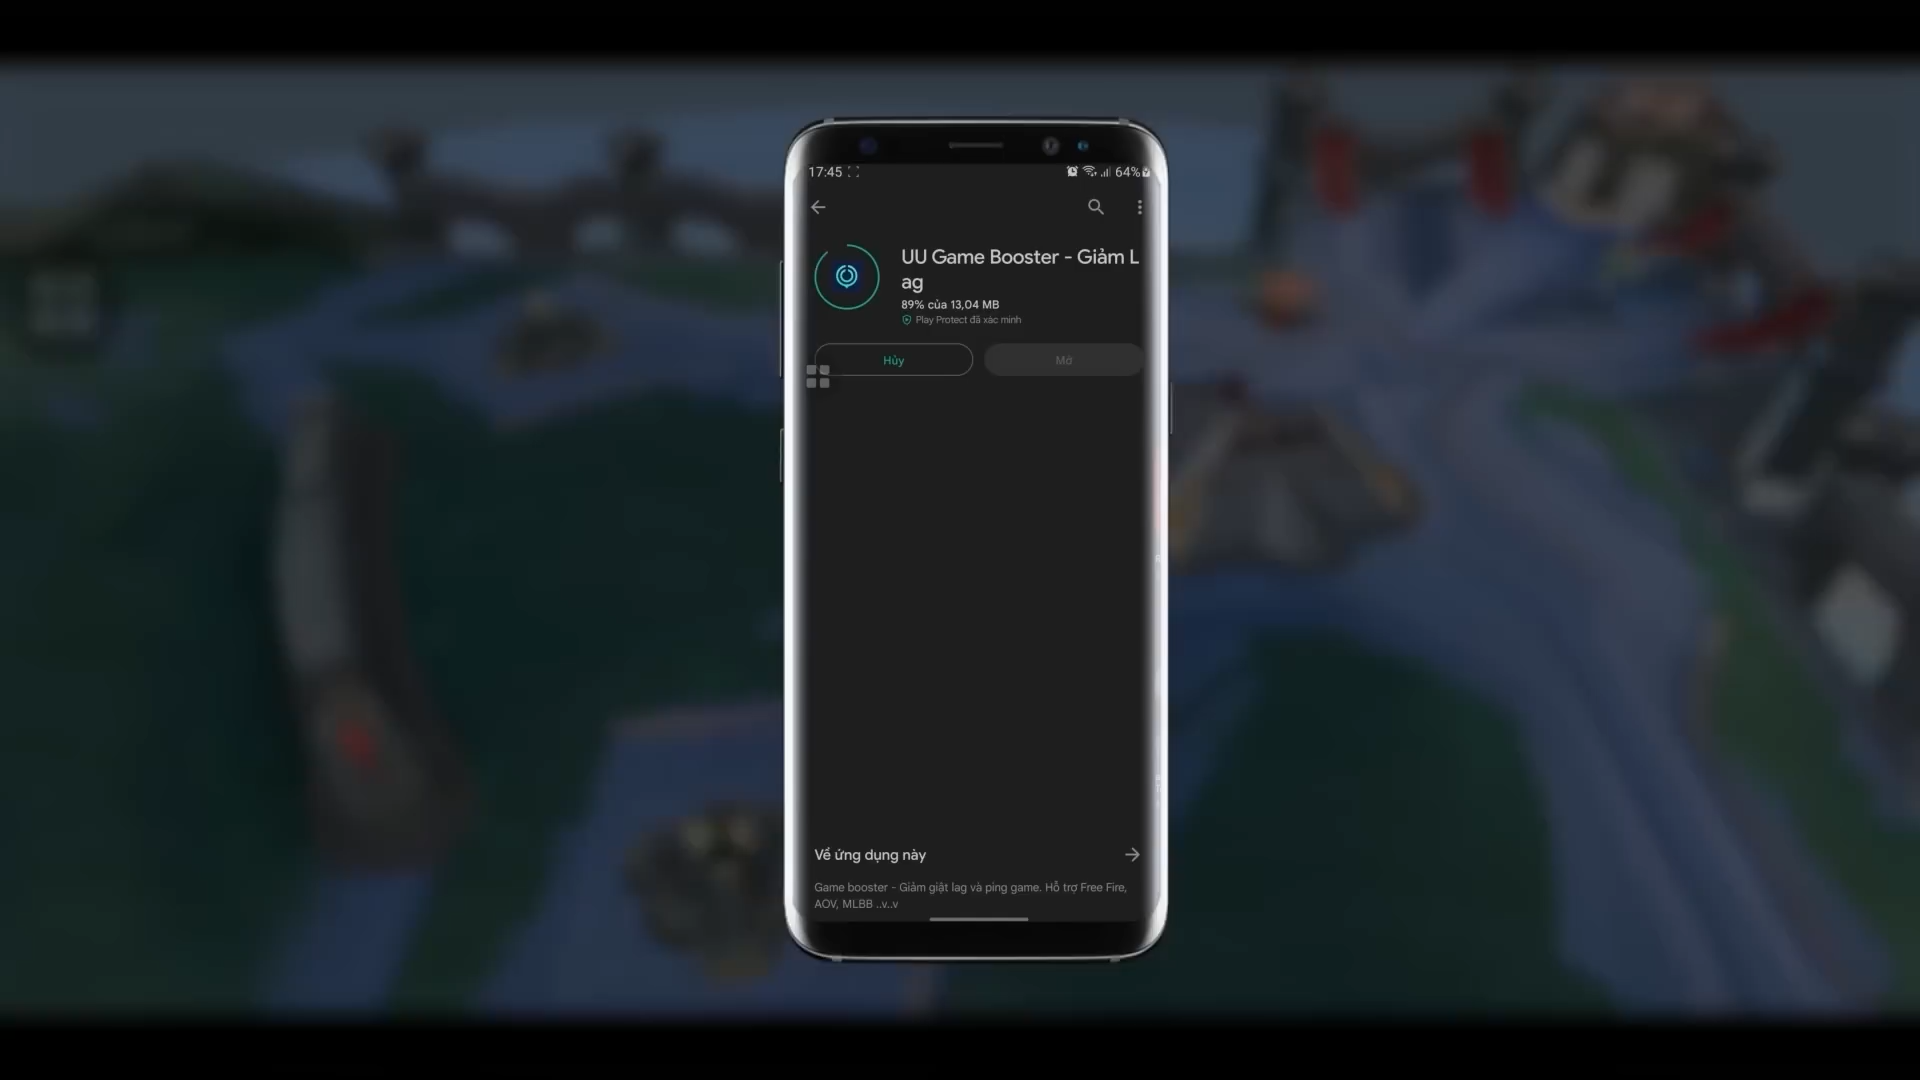 17:45
64%
UU Game Booster - Giảm L
ag
89% của 13,04 MB
Play Protect đã xác minh
Hủy
Mở
Về ứng dụng này
Game booster - Giảm giật lag và ping game. Hỗ trợ Free Fire,
AOV, MLBB ..v..v